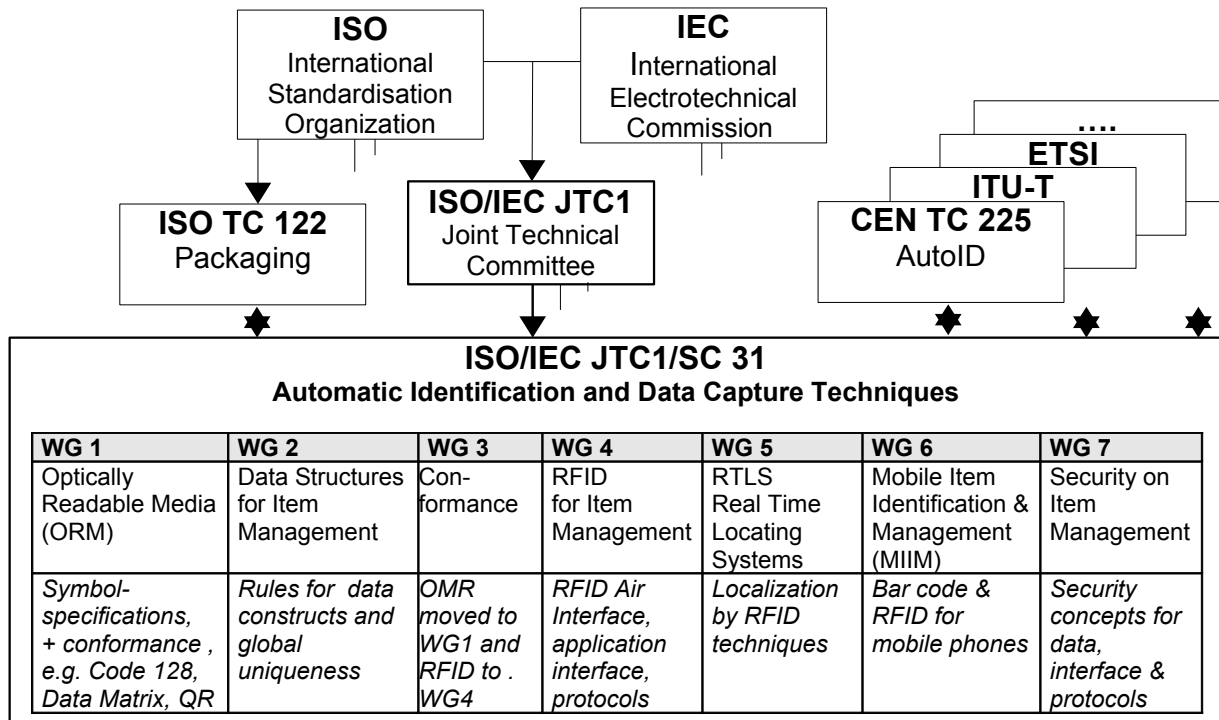 ISO
International
Standardisation
Organization
IEC
International
Electrotechnical
Commission
....
ETSI
ITU-T
CEN TC 225
AutoID
ISO TC 122
Packaging
ISO/IEC JTC1
Joint Technical
Committee
ISO/IEC JTC1/SC 31
Automatic Identification and Data Capture Techniques
WG 1
WG 2
WG 3
WG 4
WG 5
WG 6
WG 7
Optically
Readable Media
(ORM)
Data Structures
for Item
Management
Con-
formance
RFID
for Item
Management
RTLS
Real Time
Locating
Systems
Mobile Item
Identification &
Management
(MIIM)
Security on
Item
Management
Symbol-
specifications,
+ conformance ,
e.g. Code 128,
Data Matrix, QR
Rules for data
constructs and
global
uniqueness
OMR
moved to
WG1 and
RFID to .
WG4
RFID Air
Interface,
application
interface,
protocols
Localization
by RFID
techniques
Bar code &
RFID for
mobile phones
Security
concepts for
data,
interface &
protocols